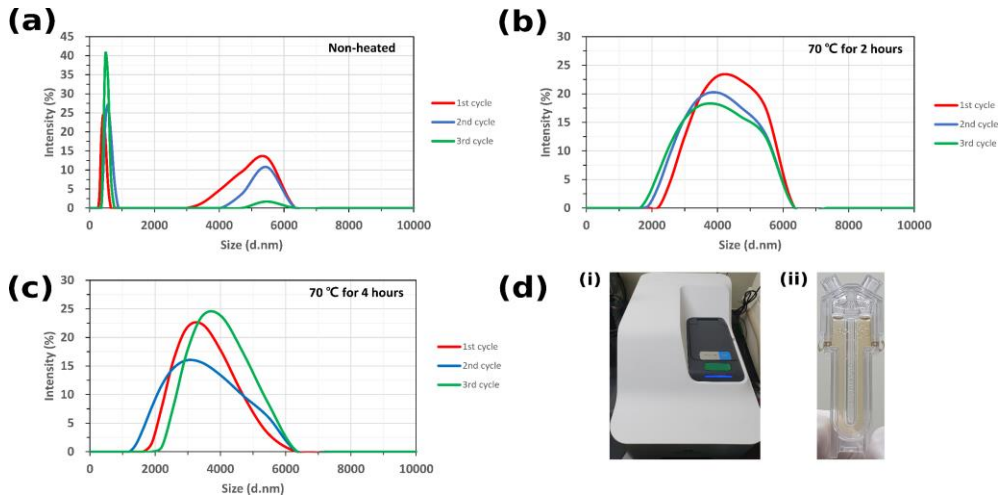 (a)
45
40
35
30
25
20
15
10
5
0
Intensity (%)
Non-heated
1st cycle
2nd cycle
3rd cycle
0 2000 4000 6000 8000 10000
Size (d.nm)
(b)
30
25
20
15
10
5
0
Intensity (%)
70 ℃ for 2 hours
1st cycle
2nd cycle
3rd cycle
0 2000 4000 6000 8000 10000
Size (d.nm)
(c)
30
25
20
15
10
5
0
Intensity (%)
70 ℃ for 4 hours
1st cycle
2nd cycle
3rd cycle
0 2000 4000 6000 8000 10000
Size (d.nm)
(d)
(i)
(ii)